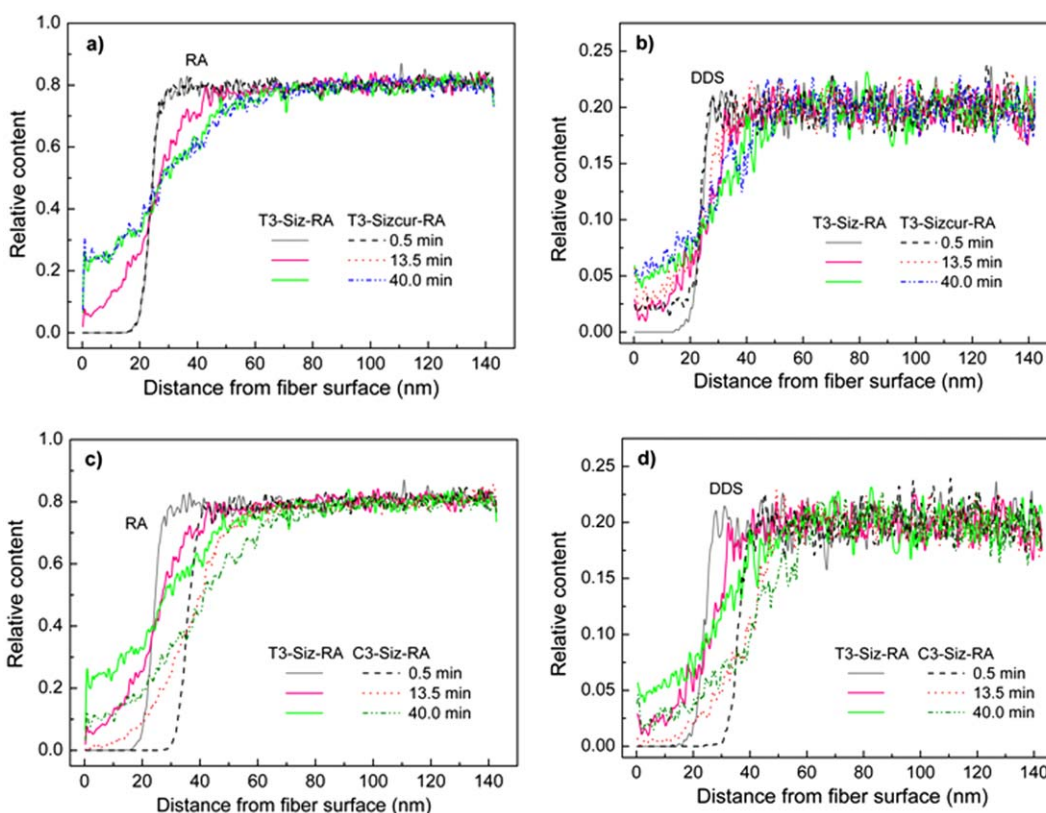 a)
RA
1.0
0.8
0.6
0.4
0.2
0.0
Relative content
T3-Siz-RA T3-Sizcur-RA
0.5 min
13.5 min
40.0 min
0 20 40 60 80 100 120 140
Distance from fiber surface (nm)
b)
DDS
0.25
0.20
0.15
0.10
0.05
0.00
Relative content
T3-Siz-RA T3-Sizcur-RA
0.5 min
13.5 min
40.0 min
0 20 40 60 80 100 120 140
Distance from fiber surface (nm)
c)
RA
1.0
0.8
0.6
0.4
0.2
0.0
Relative content
T3-Siz-RA C3-Siz-RA
0.5 min
13.5 min
40.0 min
0 20 40 60 80 100 120 140
Distance from fiber surface (nm)
d)
DDS
0.25
0.20
0.15
0.10
0.05
0.00
Relative content
T3-Siz-RA C3-Siz-RA
0.5 min
13.5 min
40.0 min
0 20 40 60 80 100 120 140
Distance from fiber surface (nm)